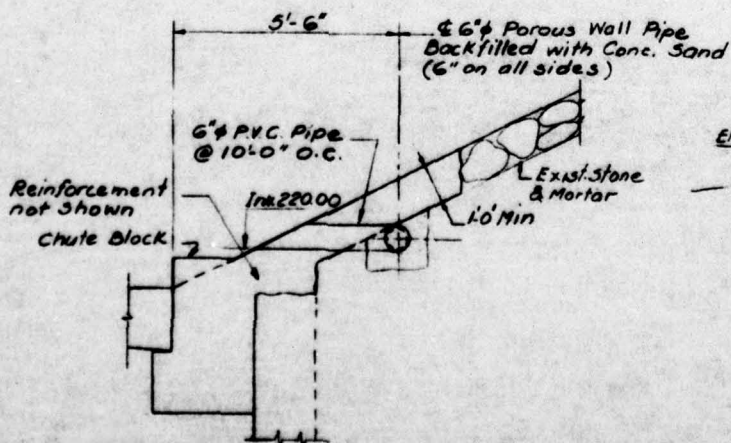 5'-6"
℄ 6"φ Porous Wall Pipe
Backfilled with Conc. Sand
(6" on all sides)
6"φ P.V.C. Pipe
@ 10'-0" O.C.
Exist. Stone
& Mortar
Reinforcement
not shown
Inv. 220.00
1.0' Min
Chute Block